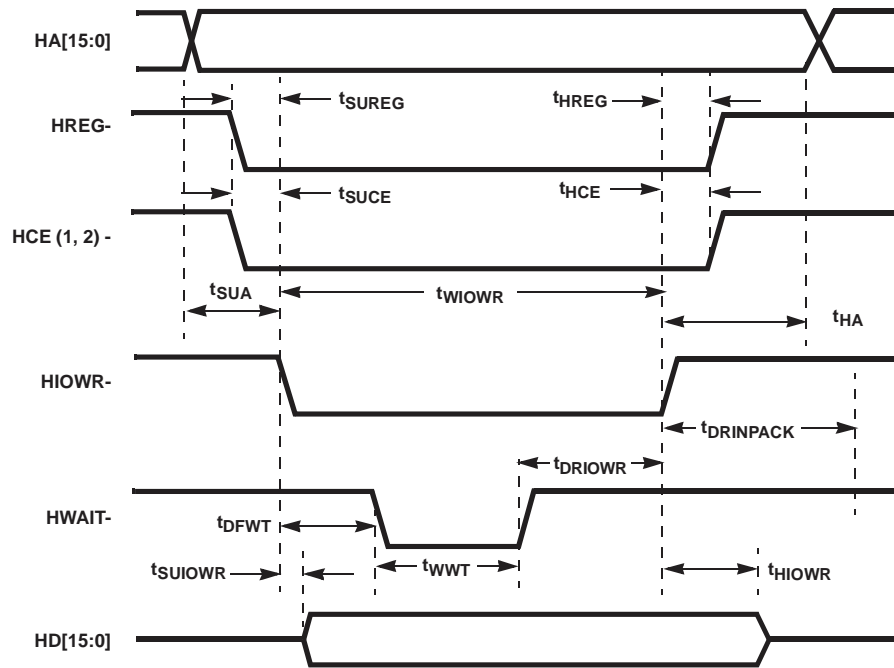 HA[15:0]
tSUREG
tHREG
HREG-
tSUCE
tHCE
HCE (1, 2) -
tSUA
tWIOWR
tHA
HIOWR-
tDRINPACK
tDRIOWR
HWAIT-
tDFWT
tSUIOWR
tWWT
tHIOWR
HD[15:0]